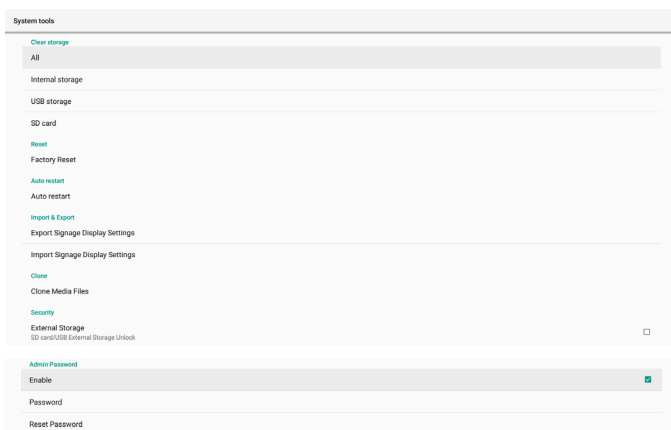 System tools
Clear storage
All
Internal storage
USB storage
SD card
Reset
Factory Reset
Auto restart
Auto restart
Import & Export
Export Signage Display Settings
Import Signage Display Settings
Clone
Clone Media Files
Security
External Storage
SD card/USB External Storage Unlock
Admin Password
Enable
Password
Reset Password